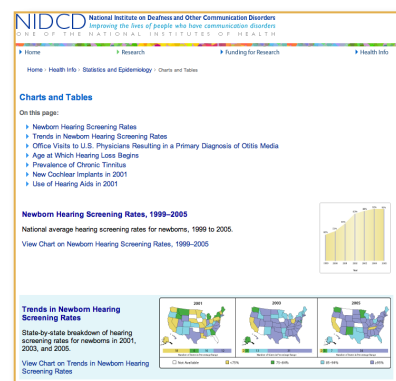 NIDCD National Institute on Deafness and Other Communication Disorders
Improving the lives of people who have communication disorders
ONE OF THE NATIONAL INSTITUTES OF HEALTH
Home Research Funding for Research Health Info
Home › Health Info › Statistics and Epidemiology › Charts and Tables
Charts and Tables
On this page:
Newborn Hearing Screening Rates
Trends in Newborn Hearing Screening Rates
Office Visits to U.S. Physicians Resulting in a Primary Diagnosis of Otitis Media
Age at Which Hearing Loss Begins
Prevalence of Chronic Tinnitus
New Cochlear Implants in 2001
Use of Hearing Aids in 2001
Newborn Hearing Screening Rates, 1999–2005
National average hearing screening rates for newborns, 1999 to 2005.
View Chart on Newborn Hearing Screening Rates, 1999–2005
Trends in Newborn Hearing
Screening Rates
State-by-state breakdown of hearing
screening rates for newborns in 2001,
2003, and 2005.
View Chart on Trends in Newborn Hearing
Screening Rates
2001 2003 2005
Not Available